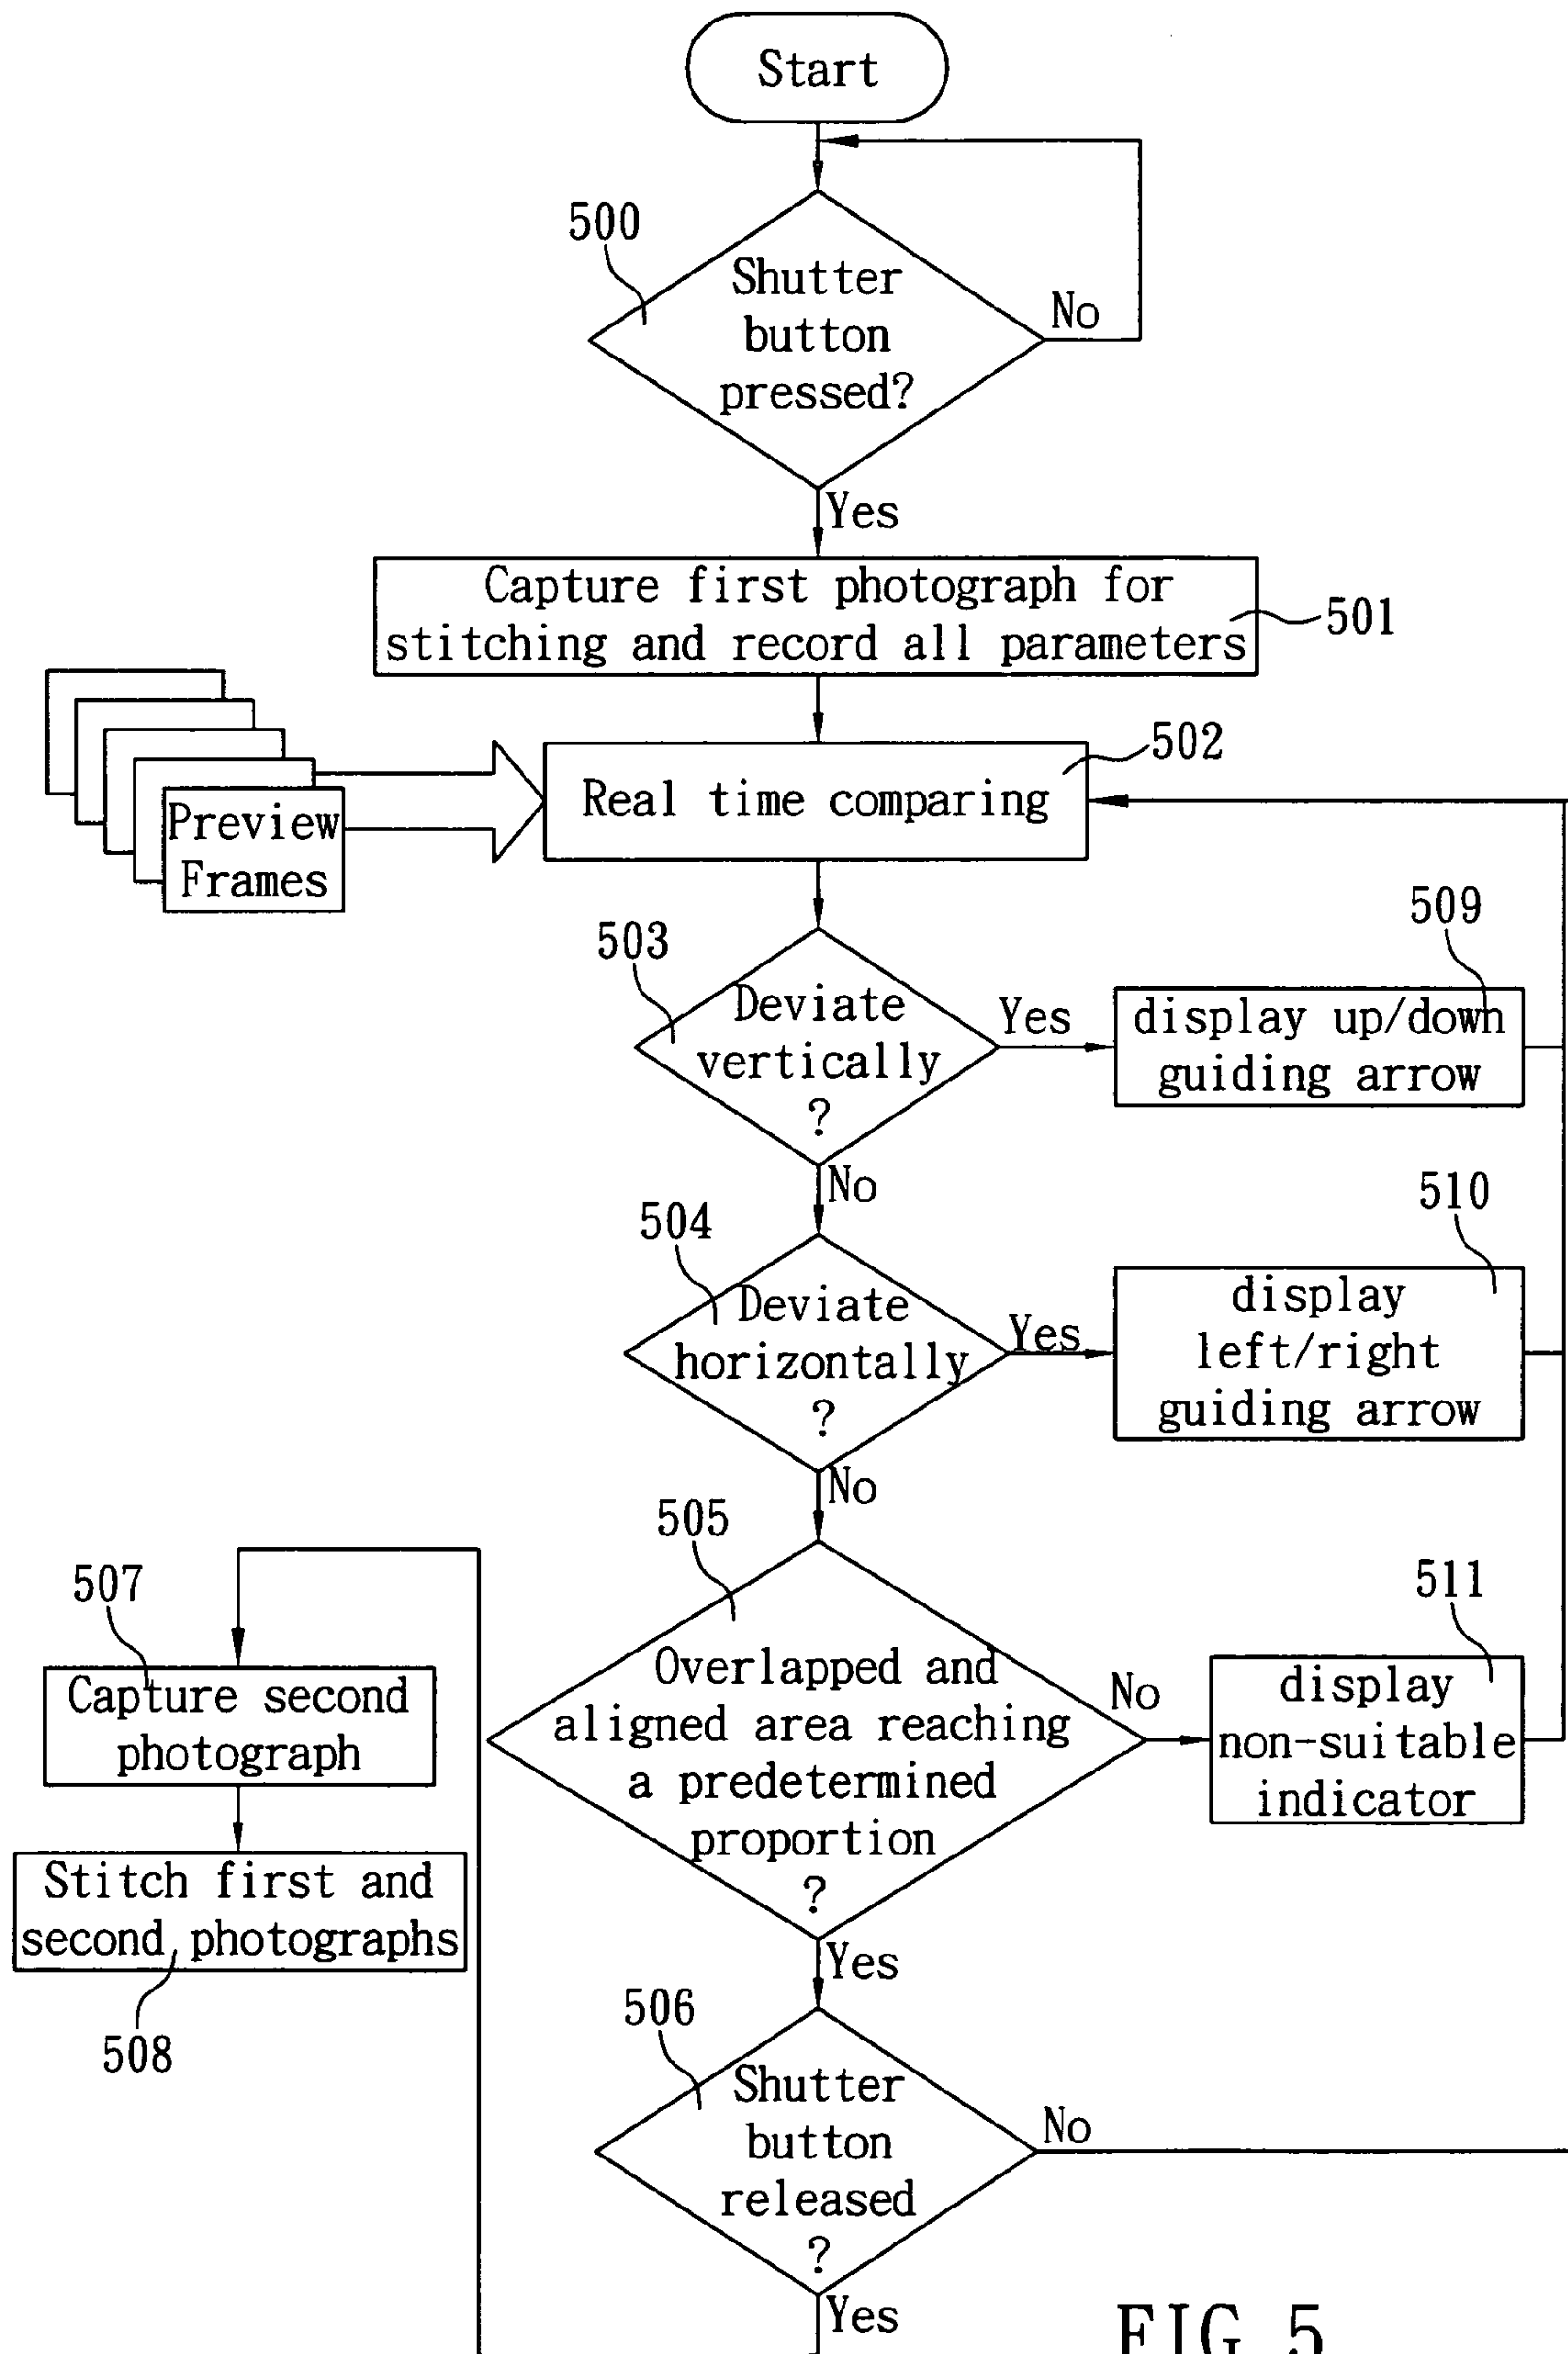 Start
500
Shutter
button
pressed?
No
Yes
Capture first photograph for
stitching and record all parameters
501
Preview
Frames
Real time comparing
502
503
Deviate
vertically
?
Yes
display up/down
guiding arrow
509
No
504
Deviate
horizontally
?
Yes
display
left/right
guiding arrow
510
No
505
Overlapped and
aligned area reaching
a predetermined
proportion
?
No
display
non-suitable
indicator
511
Yes
506
Shutter
button
released
?
No
Yes
507
Capture second
photograph
Stitch first and
second photographs
508
FIG 5